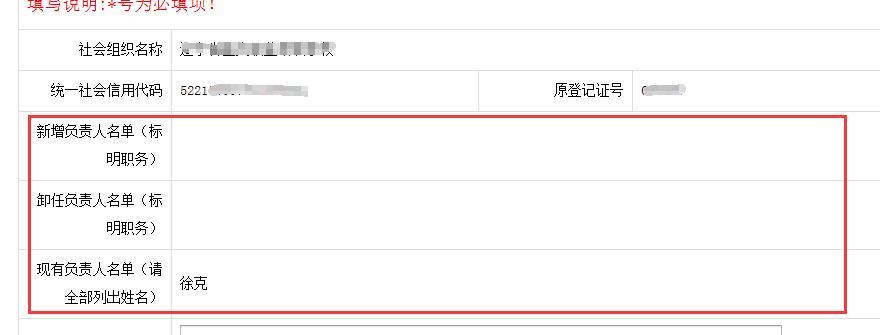 填写说明:*号为必填项!
社会组织名称
统一社会信用代码 5221 原登记证号
新增负责人名单（标
明职务）
卸任负责人名单（标
明职务）
现有负责人名单（请
全部列出姓名） 徐克